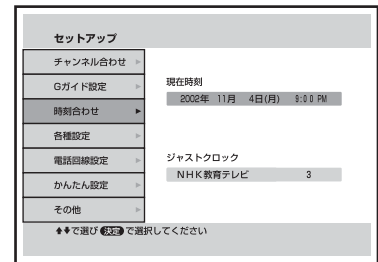 セットアップ
チャンネル合わせ
Gガイド設定
時刻合わせ
各種設定
電話回線設定
かんたん設定
その他
現在時刻
2002年 11月 4日(月) 9:00 PM
ジャストクロック
NHK教育テレビ 3
♦♦で選び 決定 で選択してください